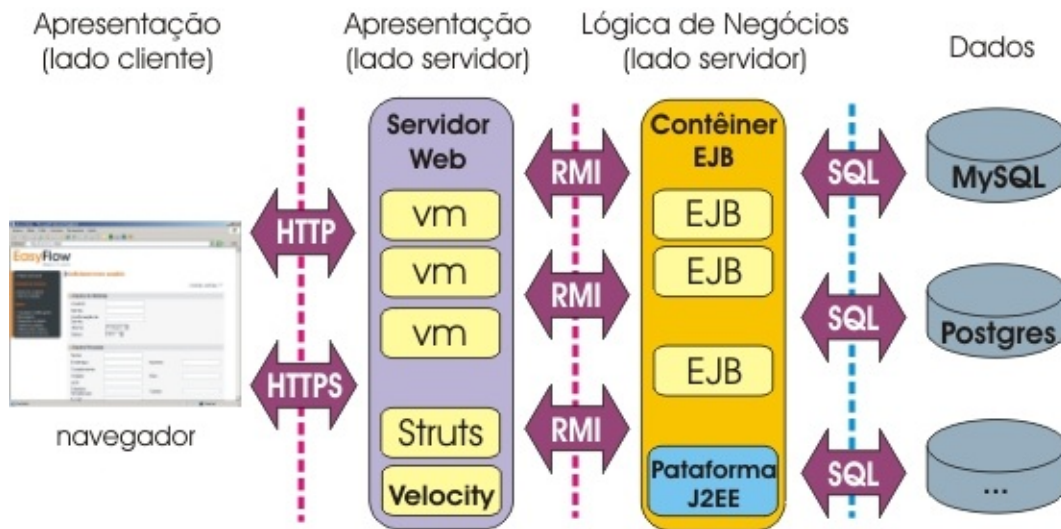 Apresentação
(lado cliente)
Apresentação
(lado servidor)
Lógica de Negócios
(lado servidor)
Dados
Servidor
Web
vm
vm
vm
Struts
Velocity
HTTP
HTTPS
EasyFlow
navegador
RMI
RMI
RMI
Contêiner
EJB
EJB
EJB
EJB
Pataforma
J2EE
SQL
SQL
SQL
MySQL
Postgres
...